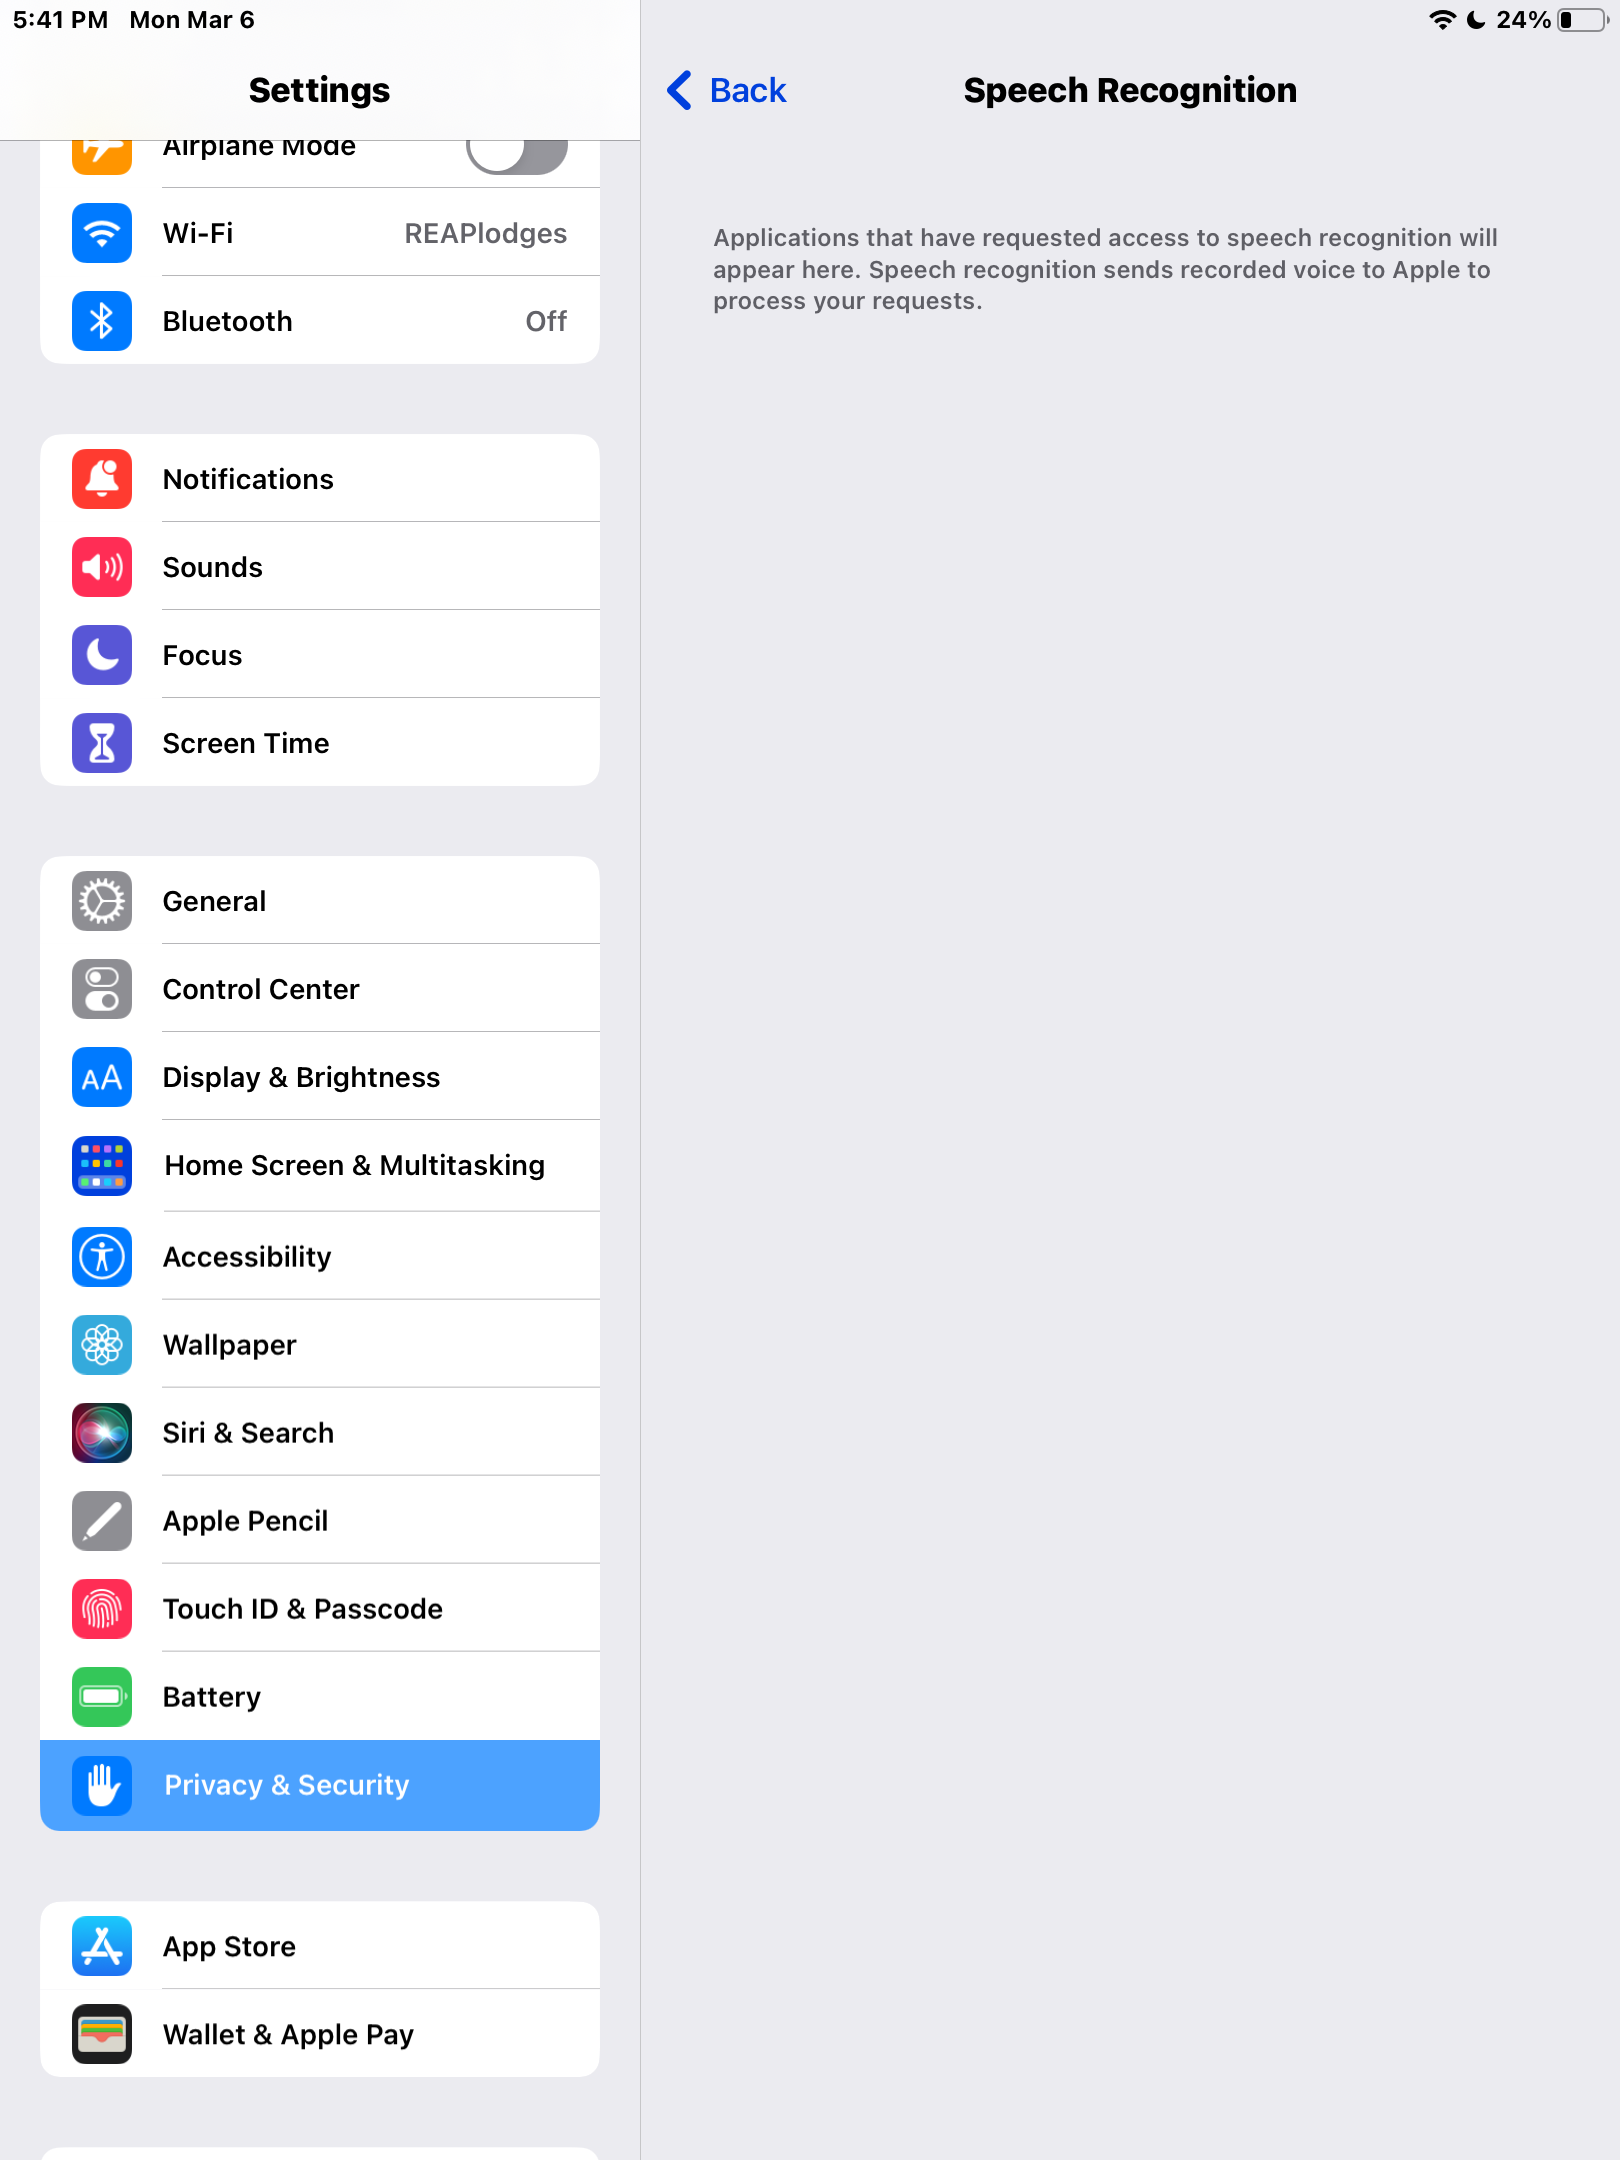 5:41 PM Mon Mar 6
24%
Settings
Airplane Mode
Wi-Fi REAPlodges
Bluetooth Off
Notifications
Sounds
Focus
Screen Time
General
Control Center
AA Display & Brightness
Home Screen & Multitasking
Accessibility
Wallpaper
Siri & Search
Apple Pencil
Touch ID & Passcode
Battery
Privacy & Security
App Store
Wallet & Apple Pay
Back
Speech Recognition
Applications that have requested access to speech recognition will
appear here. Speech recognition sends recorded voice to Apple to
process your requests.